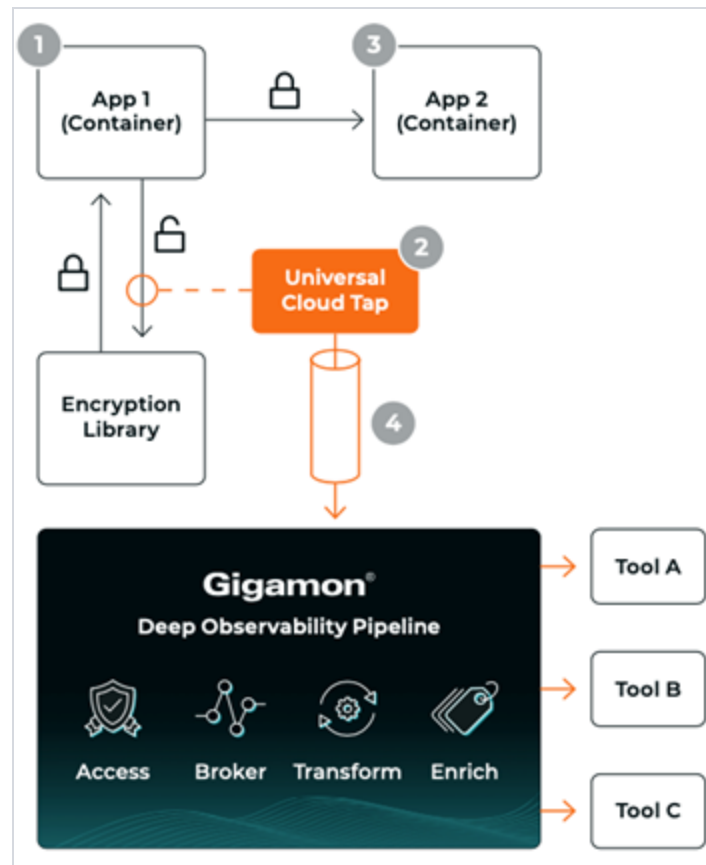 1
App 1
(Container)
3
App 2
(Container)
2
Universal
Cloud Tap
Encryption
Library
4
Gigamon®
Deep Observability Pipeline
Access
Broker
Transform
Enrich
Tool A
Tool B
Tool C